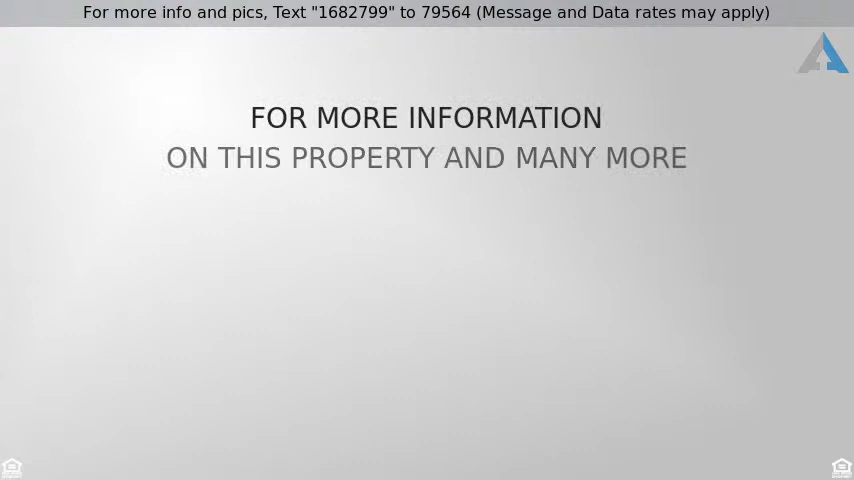 For more info and pics, Text "1682799" to 79564 (Message and Data rates may apply)
FOR MORE INFORMATION
ON THIS PROPERTY AND MANY MORE